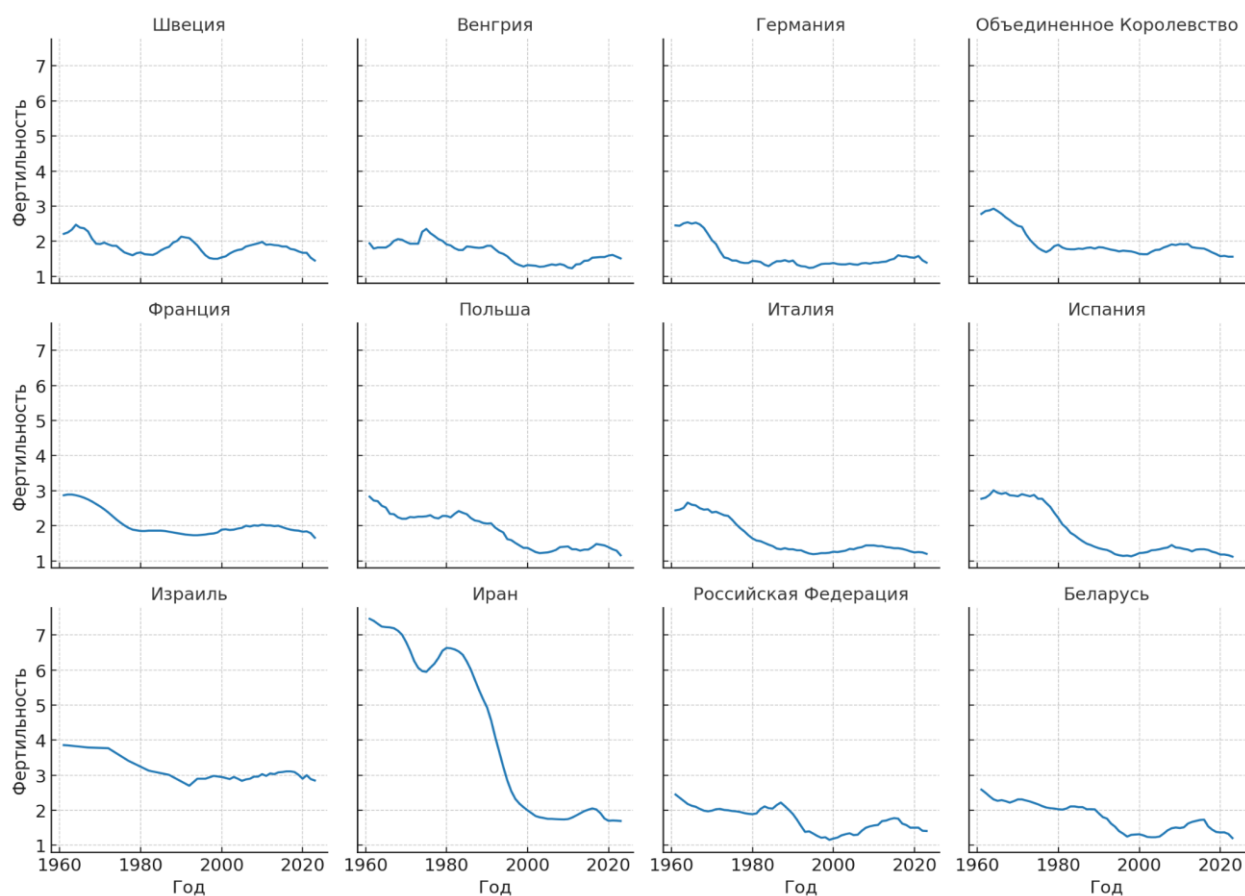 Швеция
Венгрия
Германия
Объединенное Королевство
7
6
5
4
3
2
1
Фертильность
Франция
Польша
Италия
Испания
7
6
5
4
3
2
1
Фертильность
Израиль
Иран
Российская Федерация
Беларусь
7
6
5
4
3
2
1
Фертильность
1960 1980 2000 2020
Год
1960 1980 2000 2020
Год
1960 1980 2000 2020
Год
1960 1980 2000 2020
Год